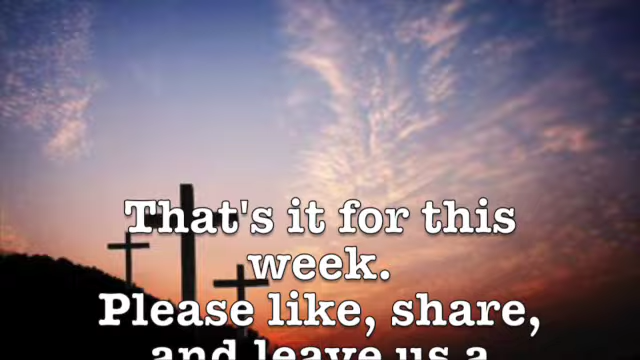 That's it for this
week.
Please like, share,
and leave us a